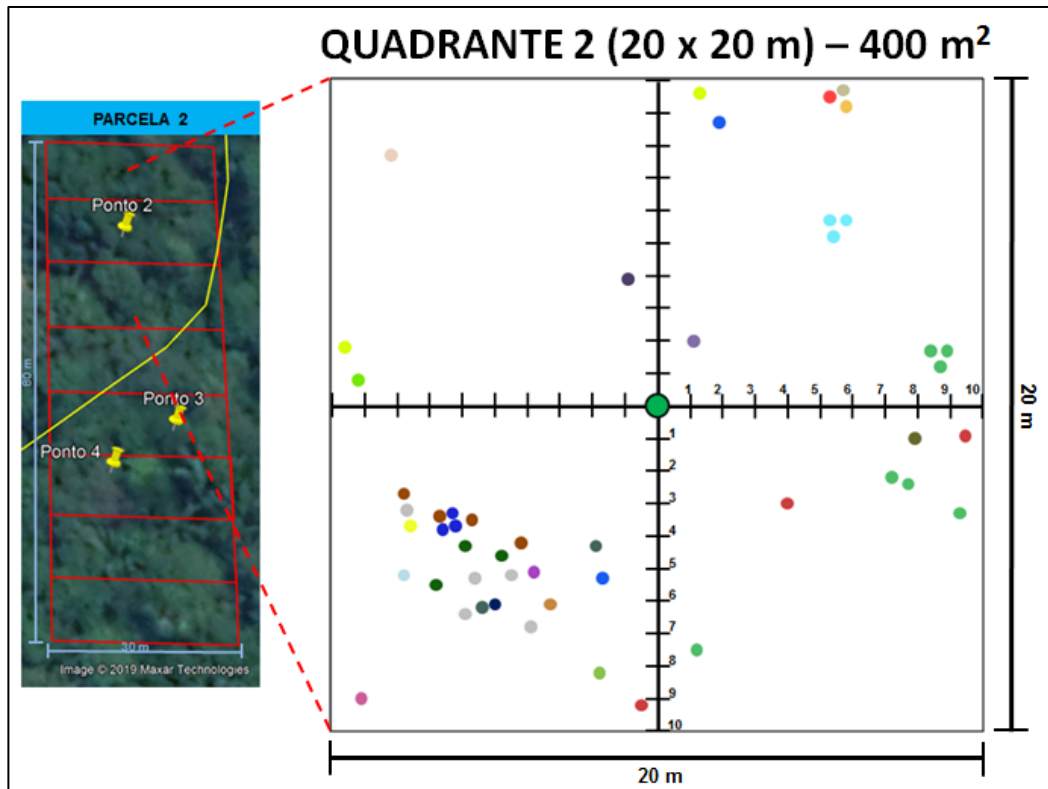 QUADRANTE 2 (20 x 20 m) – 400 m²
PARCELA 2
Ponto 2
Ponto 3
Ponto 4
80 m
30 m
Image © 2019 Maxar Technologies
1 2 3 4 5 6 7 8 9 10
1
2
3
4
5
6
7
8
9
10
20 m
20 m